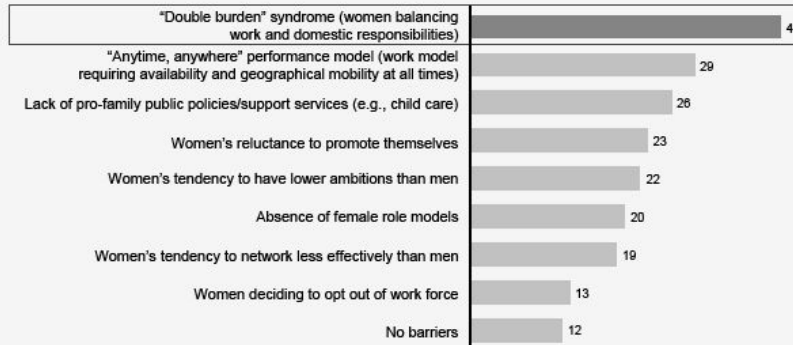 “Double burden” syndrome (women balancing
work and domestic responsibilities)
4
“Anytime, anywhere” performance model (work model
requiring availability and geographical mobility at all times)
29
Lack of pro-family public policies/support services (e.g., child care)
26
Women’s reluctance to promote themselves
23
Women’s tendency to have lower ambitions than men
22
Absence of female role models
20
Women’s tendency to network less effectively than men
19
Women deciding to opt out of work force
13
No barriers
12